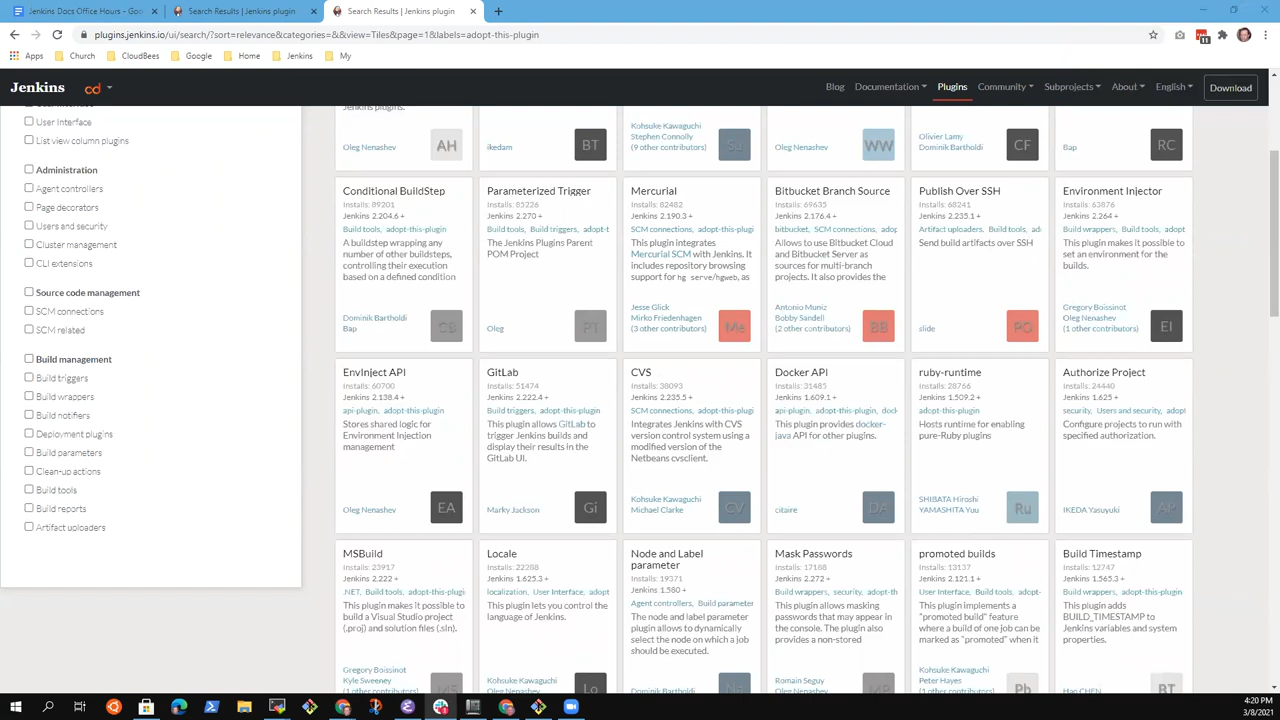 Jenkins Docs Office Hours - Goo
Search Results | Jenkins plugin
Search Results | Jenkins plugin
plugins.jenkins.io/ui/search/?sort=relevance&categories=&&view=Tiles&page=1&labels=adopt-this-plugin
11
Apps
Church
CloudBees
Google
Home
Jenkins
My
Jenkins
cd
Blog
Documentation
Plugins
Community
Subprojects
About
English
Download
User Interface
List view column plugins
Administration
Agent controllers
Page decorators
Users and security
Cluster management
CLI extensions
Source code management
SCM connections
SCM related
Build management
Build triggers
Build wrappers
Build notifiers
Deployment plugins
Build parameters
Clean-up actions
Build tools
Build reports
Artifact uploaders
Jenkins plugins.
Oleg Nenashev
AH
ikedam
BT
Kohsuke Kawaguchi
Stephen Connolly
(9 other contributors)
Su
Oleg Nenashev
WW
Olivier Lamy
Dominik Bartholdi
CF
Bap
RC
Conditional BuildStep
Installs: 89201
Jenkins 2.204.6 +
Build tools, adopt-this-plugin
A buildstep wrapping any
number of other buildsteps,
controlling their execution
based on a defined condition
Dominik Bartholdi
Bap
CB
Parameterized Trigger
Installs: 83226
Jenkins 2.270 +
Build tools, Build triggers, adopt-t
The Jenkins Plugins Parent
POM Project
Oleg
PT
Mercurial
Installs: 82482
Jenkins 2.190.3 +
SCM connections, adopt-this-plugi
This plugin integrates
Mercurial SCM with Jenkins. It
includes repository browsing
support for hg serve/hgweb, as
Jesse Glick
Mirko Friedenhagen
(3 other contributors)
Me
Bitbucket Branch Source
Installs: 69635
Jenkins 2.176.4 +
bitbucket, SCM connections, adop
Allows to use Bitbucket Cloud
and Bitbucket Server as
sources for multi-branch
projects. It also provides the
Antonio Muniz
Bobby Sandell
(2 other contributors)
BB
Publish Over SSH
Installs: 68241
Jenkins 2.235.1 +
Artifact uploaders, Build tools, ad
Send build artifacts over SSH
slide
PO
Environment Injector
Installs: 63876
Jenkins 2.264 +
Build wrappers, Build tools, adopt
This plugin makes it possible to
set an environment for the
builds.
Gregory Boissinot
Oleg Nenashev
(1 other contributors)
EI
EnvInject API
Installs: 60700
Jenkins 2.138.4 +
api-plugin, adopt-this-plugin
Stores shared logic for
Environment Injection
management
Oleg Nenashev
EA
GitLab
Installs: 51474
Jenkins 2.222.4 +
Build triggers, adopt-this-plugin
This plugin allows GitLab to
trigger Jenkins builds and
display their results in the
GitLab UI.
Marky Jackson
Gi
CVS
Installs: 38093
Jenkins 2.235.5 +
SCM connections, adopt-this-plugi
Integrates Jenkins with CVS
version control system using a
modified version of the
Netbeans cvsclient.
Kohsuke Kawaguchi
Michael Clarke
CV
Docker API
Installs: 31485
Jenkins 1.609.1 +
api-plugin, adopt-this-plugin, dock
This plugin provides docker-
java API for other plugins.
citaire
DA
ruby-runtime
Installs: 28766
Jenkins 1.509.2 +
adopt-this-plugin
Hosts runtime for enabling
pure-Ruby plugins
SHIBATA Hiroshi
YAMASHITA Yuu
Ru
Authorize Project
Installs: 24440
Jenkins 1.625 +
security, Users and security, adopt
Configure projects to run with
specified authorization.
IKEDA Yasuyuki
AP
MSBuild
Installs: 23917
Jenkins 2.222 +
.NET, Build tools, adopt-this-plugi
This plugin makes it possible to
build a Visual Studio project
(.proj) and solution files (.sln).
Gregory Boissinot
Kyle Sweeney
(1 other contributors)
MS
Locale
Installs: 22288
Jenkins 1.625.3 +
localization, User Interface, adopt
This plugin lets you control the
language of Jenkins.
Kohsuke Kawaguchi
Oleg Nenashev
Lo
Node and Label
parameter
Installs: 19371
Jenkins 1.580 +
Agent controllers, Build parameter
The node and label parameter
plugin allows to dynamically
select the node on which a job
should be executed.
Dominik Bartholdi
Na
Mask Passwords
Installs: 17188
Jenkins 2.272 +
Build wrappers, security, adopt-th
This plugin allows masking
passwords that may appear in
the console. The plugin also
provides a non-stored
Romain Seguy
Oleg Nenashev
MP
promoted builds
Installs: 13137
Jenkins 2.121.1 +
User Interface, Build tools, adopt-
This plugin implements a
"promoted build" feature
where a build of one job can be
marked as "promoted" when it
Kohsuke Kawaguchi
Peter Hayes
(1 other contributors)
Pb
Build Timestamp
Installs: 12747
Jenkins 1.565.3 +
Build wrappers, adopt-this-plugin
This plugin adds
BUILD_TIMESTAMP to
Jenkins variables and system
properties.
Hari CHEN
BT
4:20 PM
3/8/2021